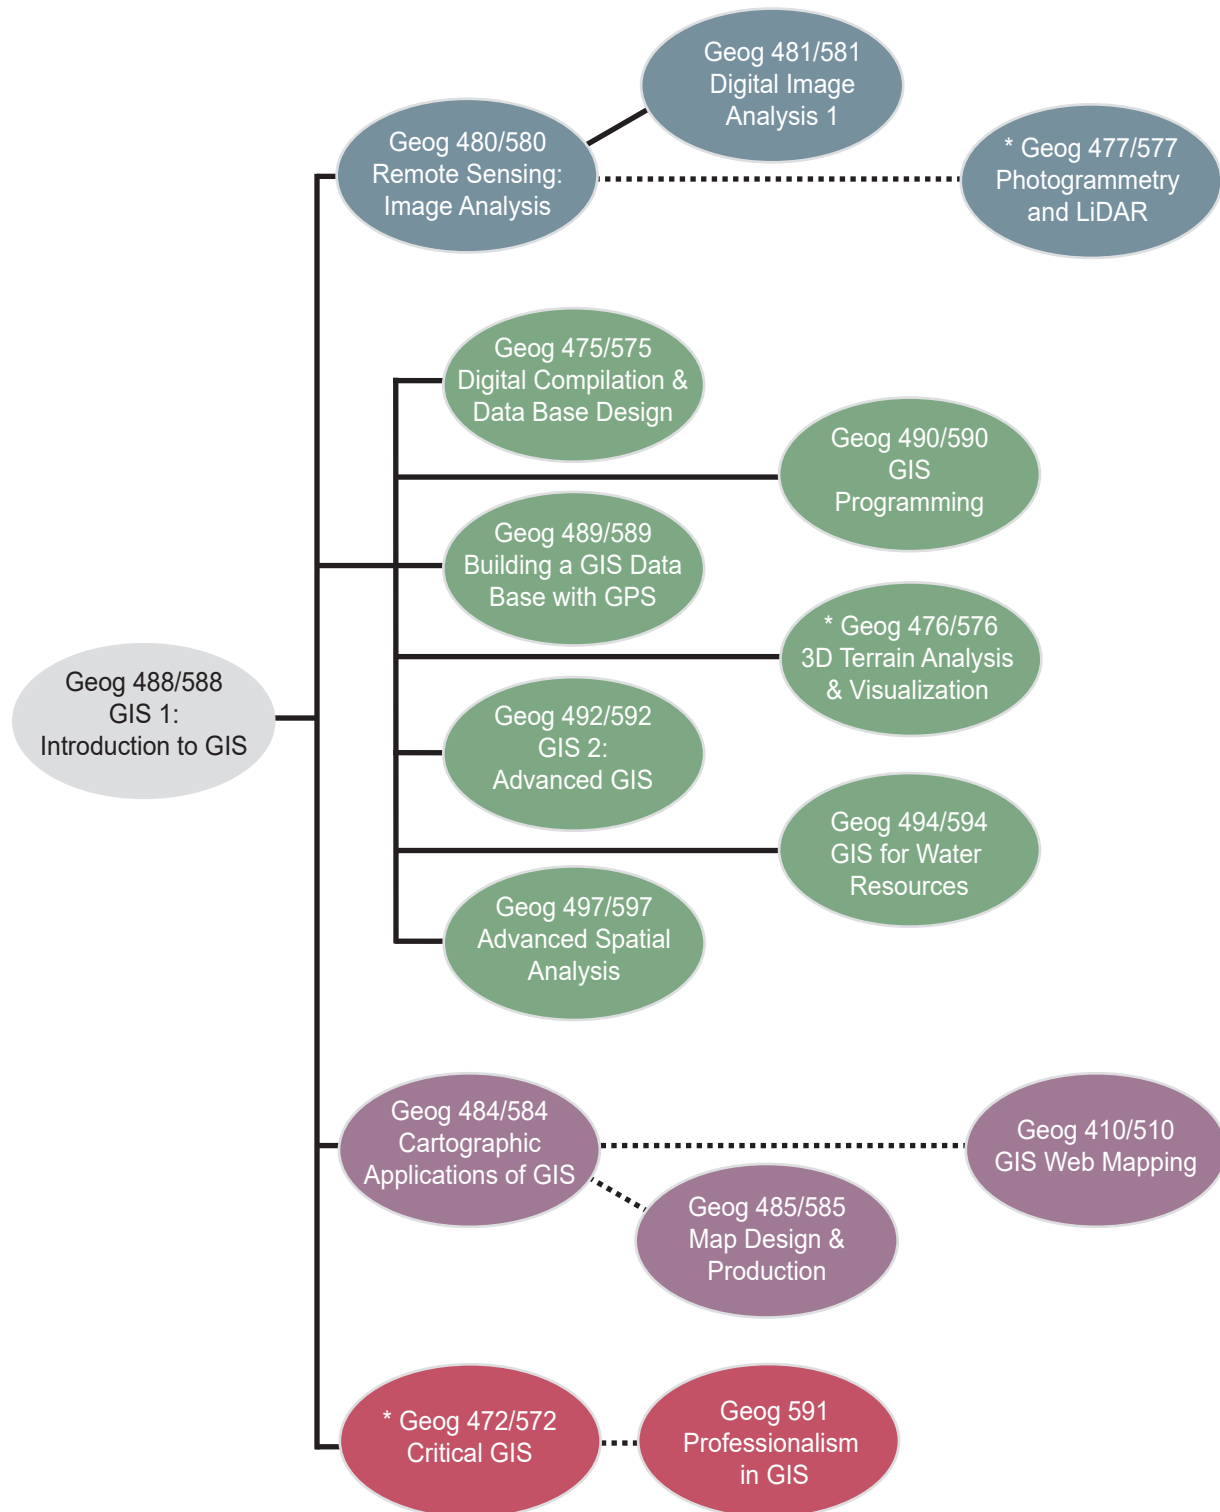 Geog 481/581
Digital Image
Analysis 1
Geog 480/580
Remote Sensing:
Image Analysis
* Geog 477/577
Photogrammetry
and LiDAR
Geog 475/575
Digital Compilation &
Data Base Design
Geog 490/590
GIS
Programming
Geog 489/589
Building a GIS Data
Base with GPS
* Geog 476/576
3D Terrain Analysis
& Visualization
Geog 488/588
GIS 1:
Introduction to GIS
Geog 492/592
GIS 2:
Advanced GIS
Geog 494/594
GIS for Water
Resources
Geog 497/597
Advanced Spatial
Analysis
Geog 484/584
Cartographic
Applications of GIS
Geog 410/510
GIS Web Mapping
Geog 485/585
Map Design &
Production
* Geog 472/572
Critical GIS
Geog 591
Professionalism
in GIS